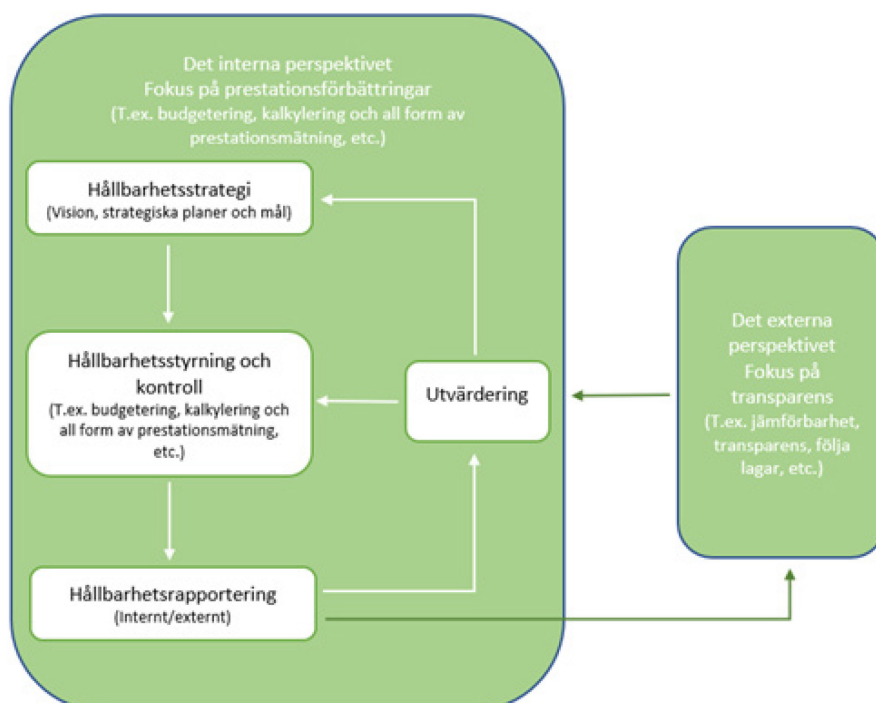 Det interna perspektivet
Fokus på prestationsförbättringar
(T.ex. budgetering, kalkylering och all form av
prestationsmätning, etc.)
Hållbarhetsstrategi
(Vision, strategiska planer och mål)
Hållbarhetsstyrning och
kontroll
(T.ex. budgetering, kalkylering och
all form av prestationsmätning,
etc.)
Utvärdering
Hållbarhetsrapportering
(Internt/externt)
Det externa
perspektivet
Fokus på
transparens
(T.ex. jämförbarhet,
transparens, följa
lagar, etc.)